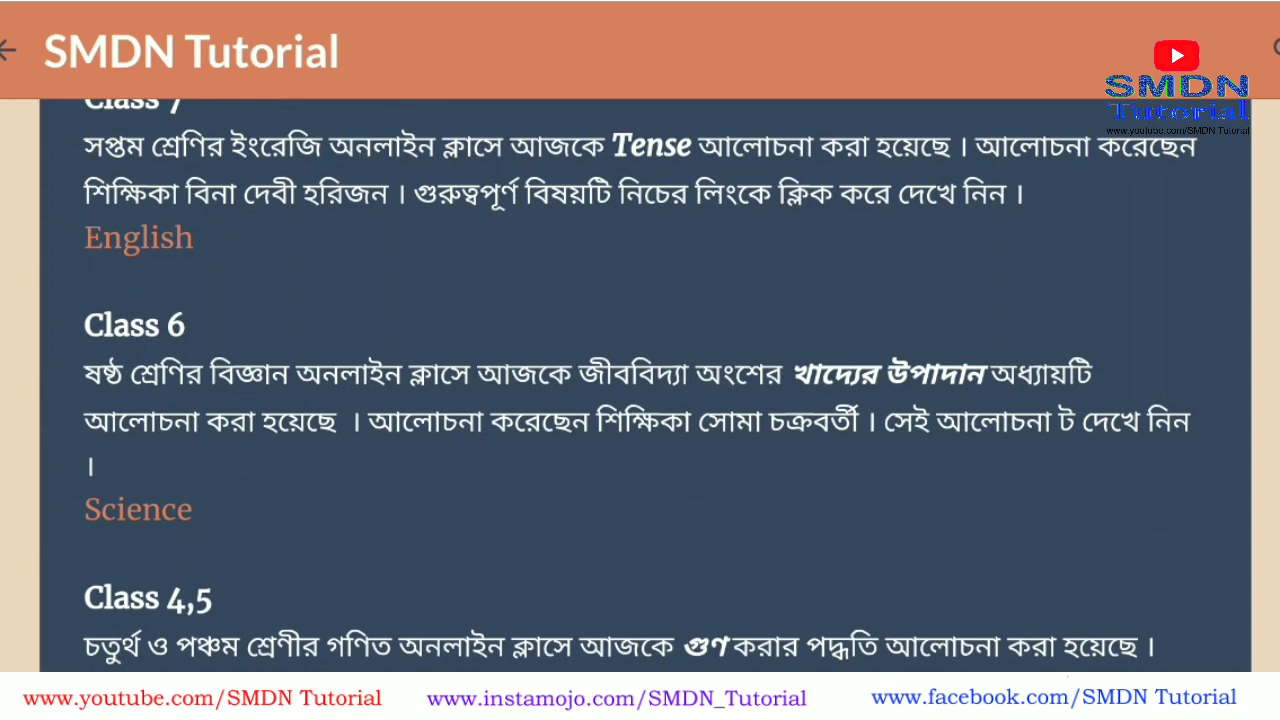 SMDN Tutorial
SMDN
Tutorial
www.youtube.com/SMDN Tutorial
Class 7
সপ্তম শ্রেণির ইংরেজি অনলাইন ক্লাসে আজকে Tense আলোচনা করা হয়েছে । আলোচনা করেছেন
শিক্ষিকা বিনা দেবী হরিজন । গুরুত্বপূর্ণ বিষয়টি নিচের লিংকে ক্লিক করে দেখে নিন ।
English
Class 6
ষষ্ঠ শ্রেণির বিজ্ঞান অনলাইন ক্লাসে আজকে জীববিদ্যা অংশের খাদ্যের উপাদান অধ্যায়টি
আলোচনা করা হয়েছে । আলোচনা করেছেন শিক্ষিকা সোমা চক্রবর্তী । সেই আলোচনা ট দেখে নিন
।
Science
Class 4,5
চতুর্থ ও পঞ্চম শ্রেণীর গণিত অনলাইন ক্লাসে আজকে গুণ করার পদ্ধতি আলোচনা করা হয়েছে ।
www.youtube.com/SMDN Tutorial
www.instamojo.com/SMDN_Tutorial
www.facebook.com/SMDN Tutorial